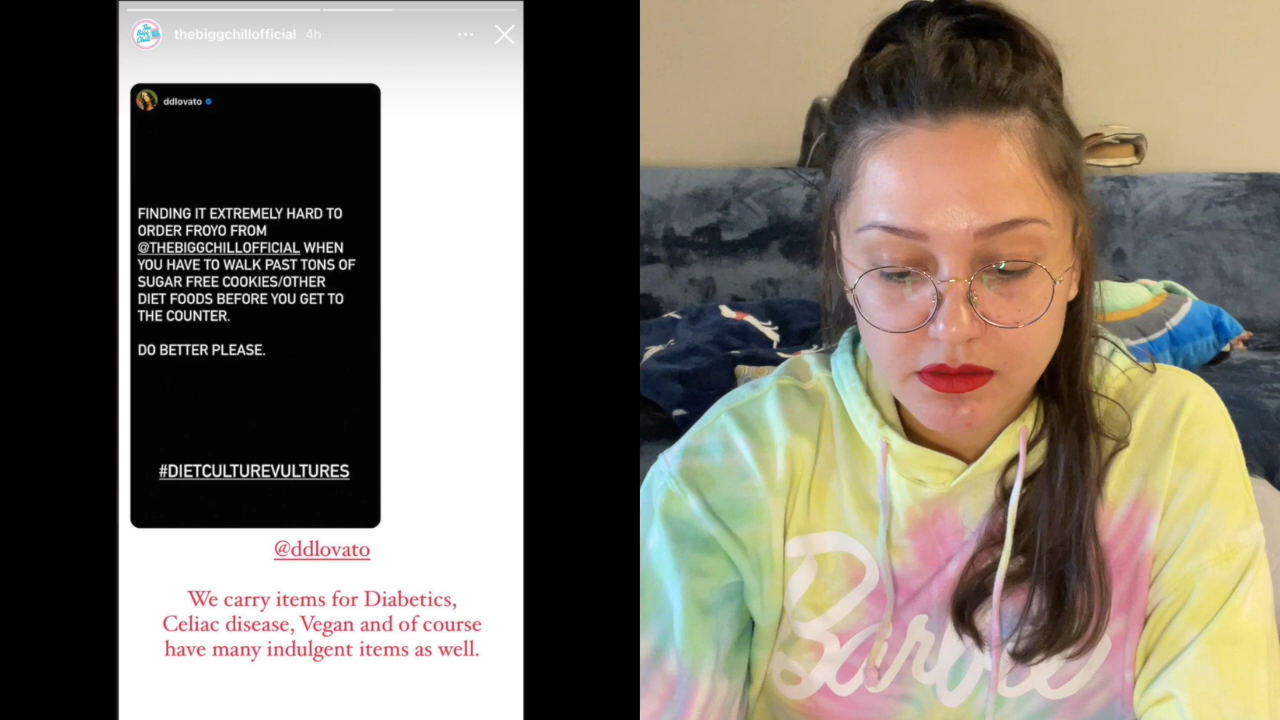 thebiggchillofficial 4h
ddlovato
FINDING IT EXTREMELY HARD TO
ORDER FROYO FROM
@THEBIGGCHILLOFFICIAL WHEN
YOU HAVE TO WALK PAST TONS OF
SUGAR FREE COOKIES/OTHER
DIET FOODS BEFORE YOU GET TO
THE COUNTER.
DO BETTER PLEASE.
#DIETCULTUREVULTURES
@ddlovato
We carry items for Diabetics,
Celiac disease, Vegan and of course
have many indulgent items as well.
Barbie